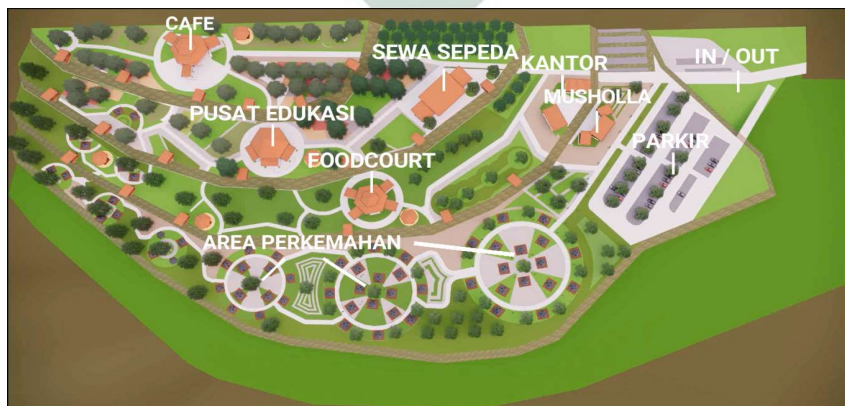 CAFE
SEWA SEPEDA
KANTOR
IN / OUT
MUSHOLLA
PUSAT EDUKASI
PARKIR
FOODCOURT
AREA PERKEMAHAN